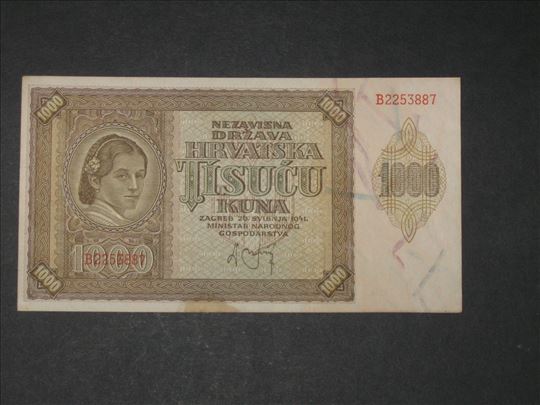 1000
1000
B2253887
NEZAVISNA
DRŽAVA
HRVATSKA
TISUĆU
KUNA
ZAGREB 26. SVIBNJA 1941.
MINISTAR NARODNOG
GOSPODARSTVA
1000
1000
B2253887
1000
1000